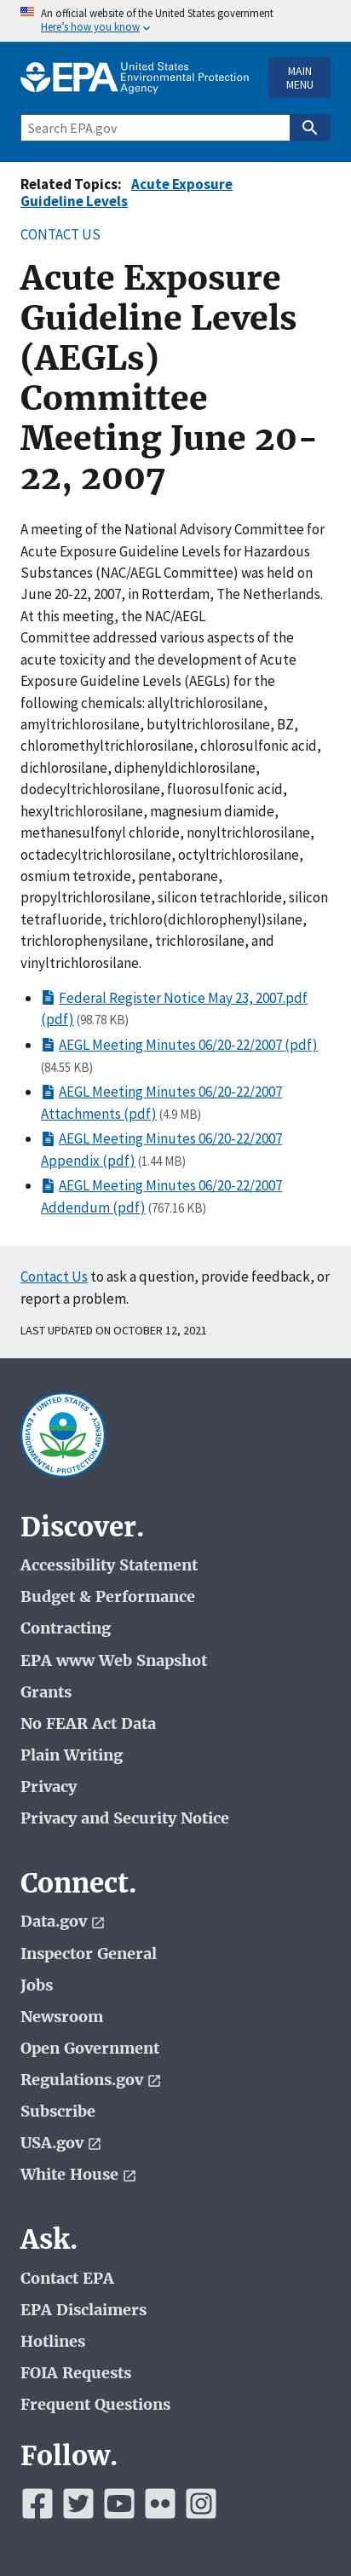 An official website of the United States government
Here's how you know
EPA United States
Environmental Protection
Agency
MAIN
MENU
Search EPA.gov
Related Topics: Acute Exposure
Guideline Levels
CONTACT US
Acute Exposure
Guideline Levels
(AEGLs)
Committee
Meeting June 20-
22, 2007
A meeting of the National Advisory Committee for
Acute Exposure Guideline Levels for Hazardous
Substances (NAC/AEGL Committee) was held on
June 20-22, 2007, in Rotterdam, The Netherlands.
At this meeting, the NAC/AEGL
Committee addressed various aspects of the
acute toxicity and the development of Acute
Exposure Guideline Levels (AEGLs) for the
following chemicals: allyltrichlorosilane,
amyltrichlorosilane, butyltrichlorosilane, BZ,
chloromethyltrichlorosilane, chlorosulfonic acid,
dichlorosilane, diphenyldichlorosilane,
dodecyltrichlorosilane, fluorosulfonic acid,
hexyltrichlorosilane, magnesium diamide,
methanesulfonyl chloride, nonyltrichlorosilane,
octadecyltrichlorosilane, octyltrichlorosilane,
osmium tetroxide, pentaborane,
propyltrichlorosilane, silicon tetrachloride, silicon
tetrafluoride, trichloro(dichlorophenyl)silane,
trichlorophenysilane, trichlorosilane, and
vinyltrichlorosilane.
Federal Register Notice May 23, 2007.pdf
(pdf) (98.78 KB)
AEGL Meeting Minutes 06/20-22/2007 (pdf)
(84.55 KB)
AEGL Meeting Minutes 06/20-22/2007
Attachments (pdf) (4.9 MB)
AEGL Meeting Minutes 06/20-22/2007
Appendix (pdf) (1.44 MB)
AEGL Meeting Minutes 06/20-22/2007
Addendum (pdf) (767.16 KB)
Contact Us to ask a question, provide feedback, or
report a problem.
LAST UPDATED ON OCTOBER 12, 2021
UNITED STATES
ENVIRONMENTAL PROTECTION AGENCY
Discover.
Accessibility Statement
Budget & Performance
Contracting
EPA www Web Snapshot
Grants
No FEAR Act Data
Plain Writing
Privacy
Privacy and Security Notice
Connect.
Data.gov
Inspector General
Jobs
Newsroom
Open Government
Regulations.gov
Subscribe
USA.gov
White House
Ask.
Contact EPA
EPA Disclaimers
Hotlines
FOIA Requests
Frequent Questions
Follow.